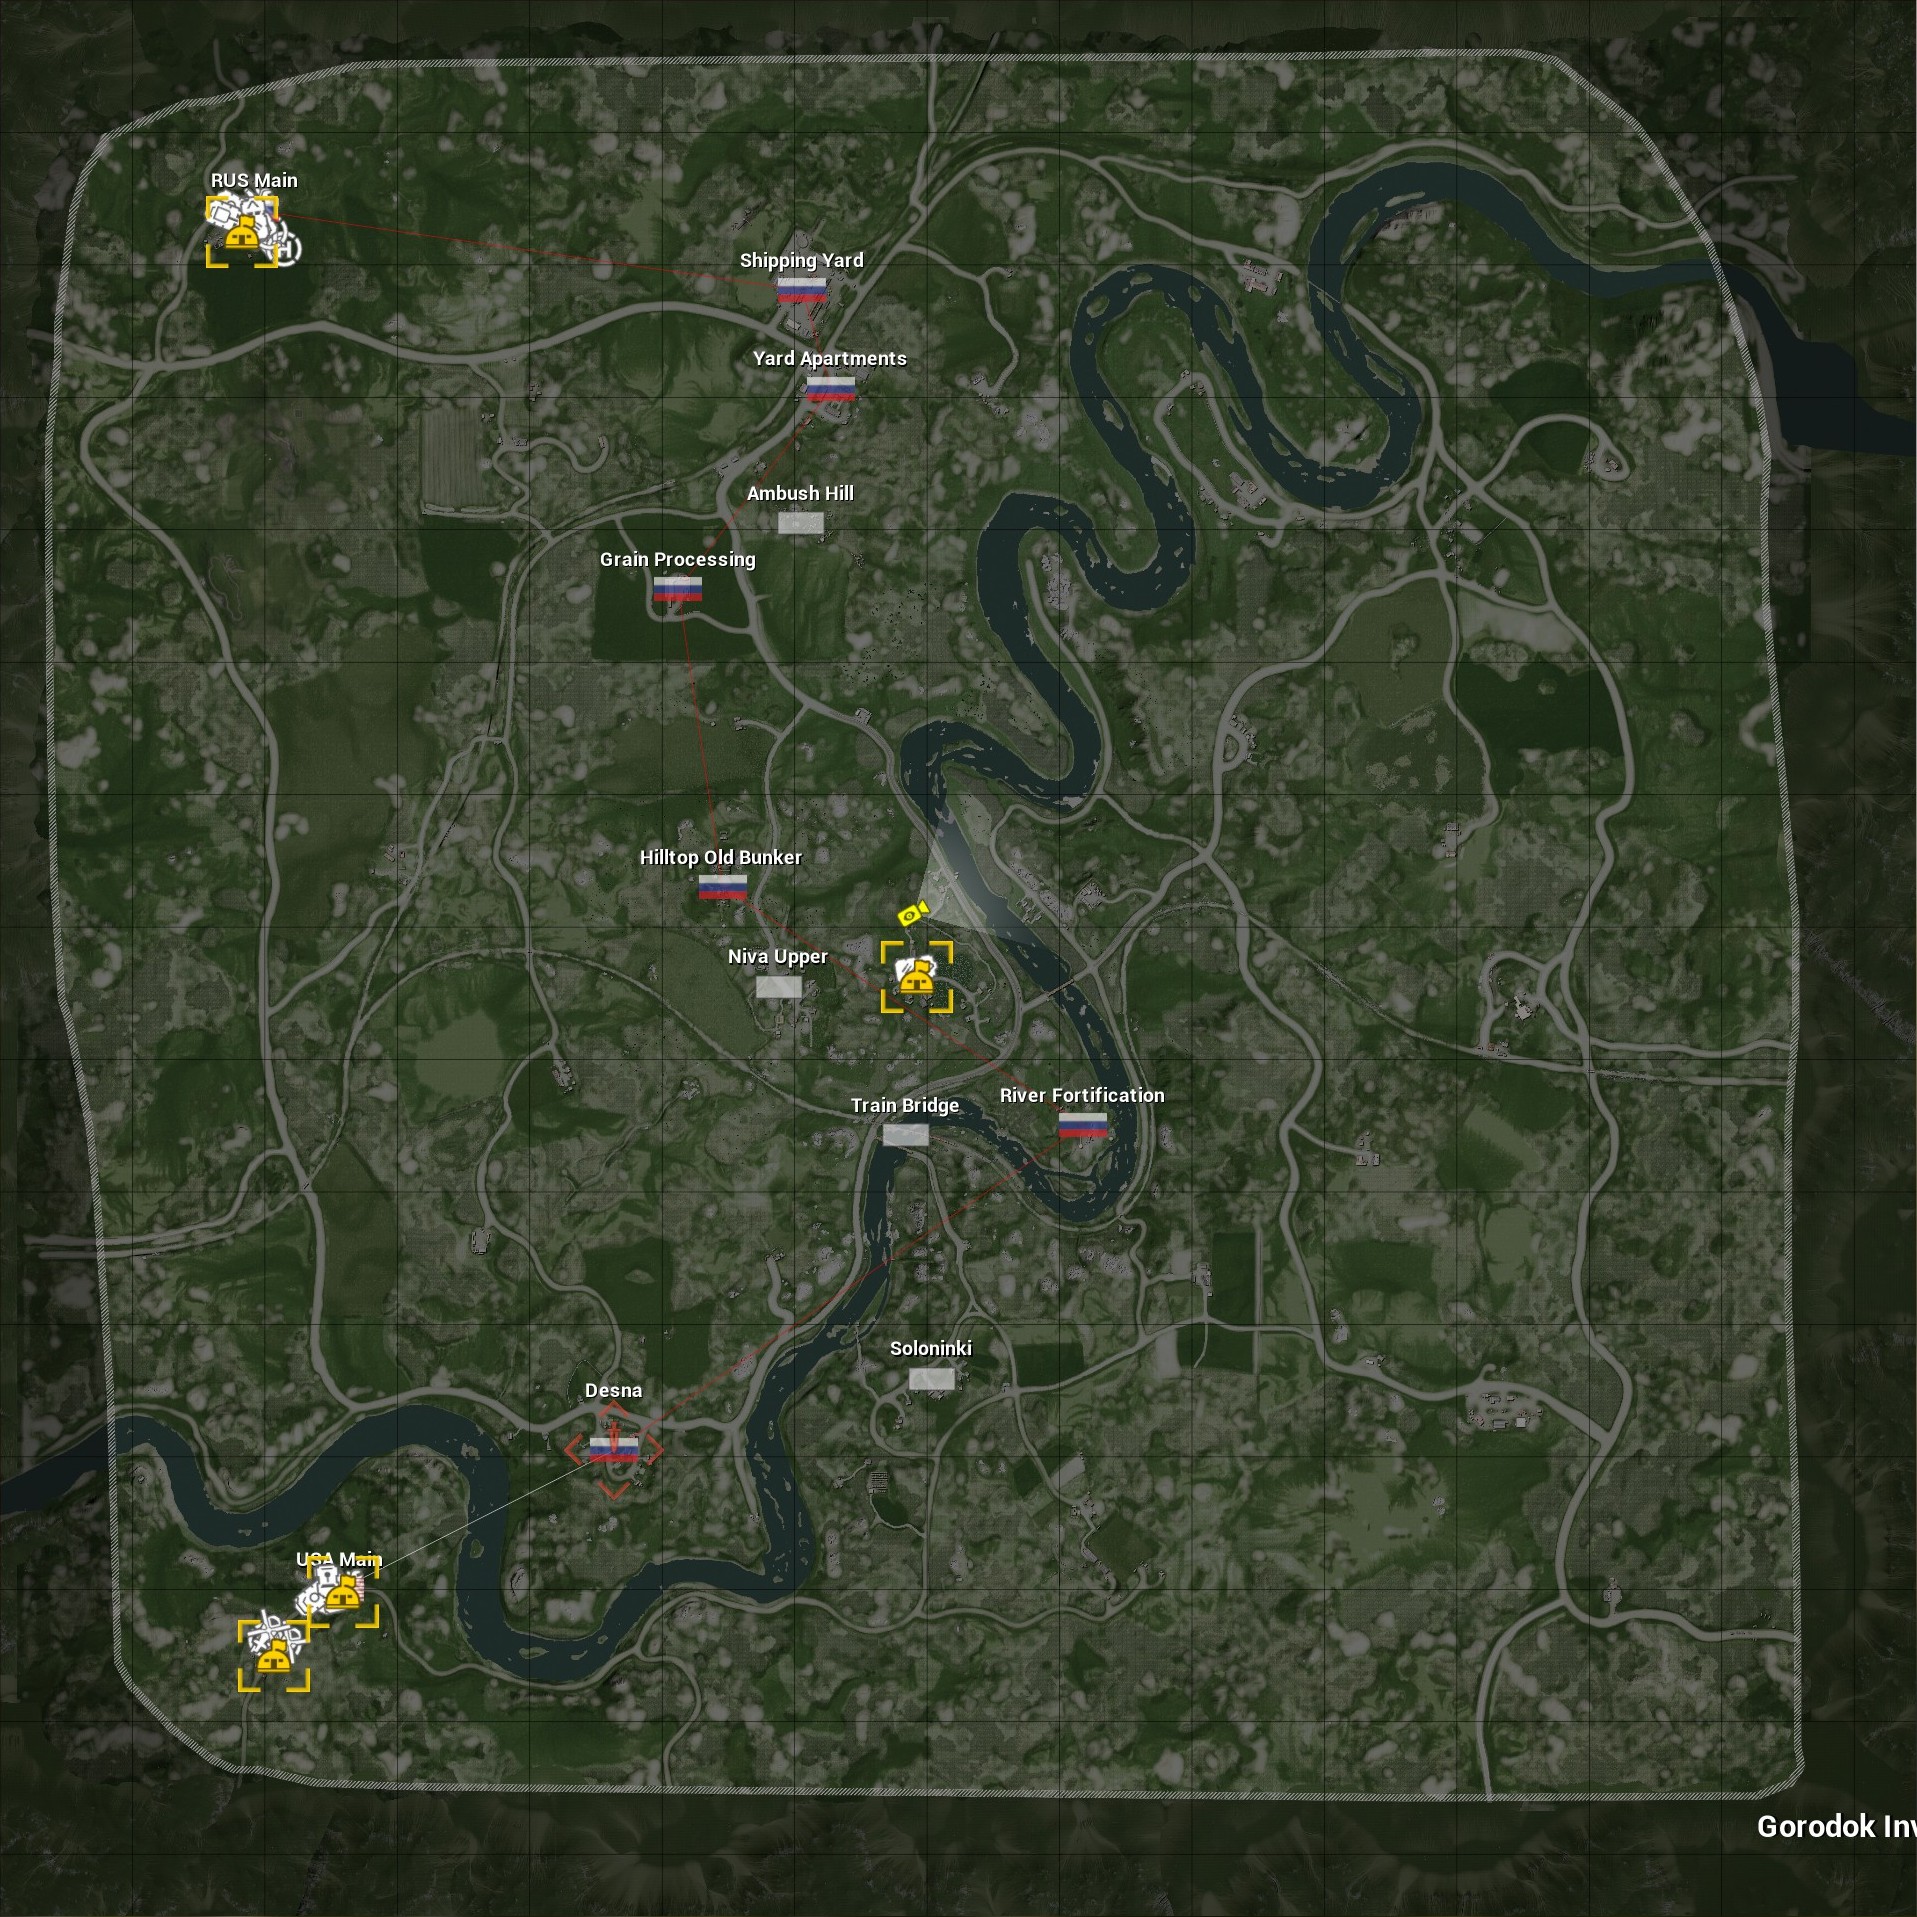 RUS Main
Shipping Yard
Yard Apartments
Ambush Hill
Grain Processing
Hilltop Old Bunker
Niva Upper
River Fortification
Train Bridge
Soloninki
Desna
USA Main
Gorodok Inv